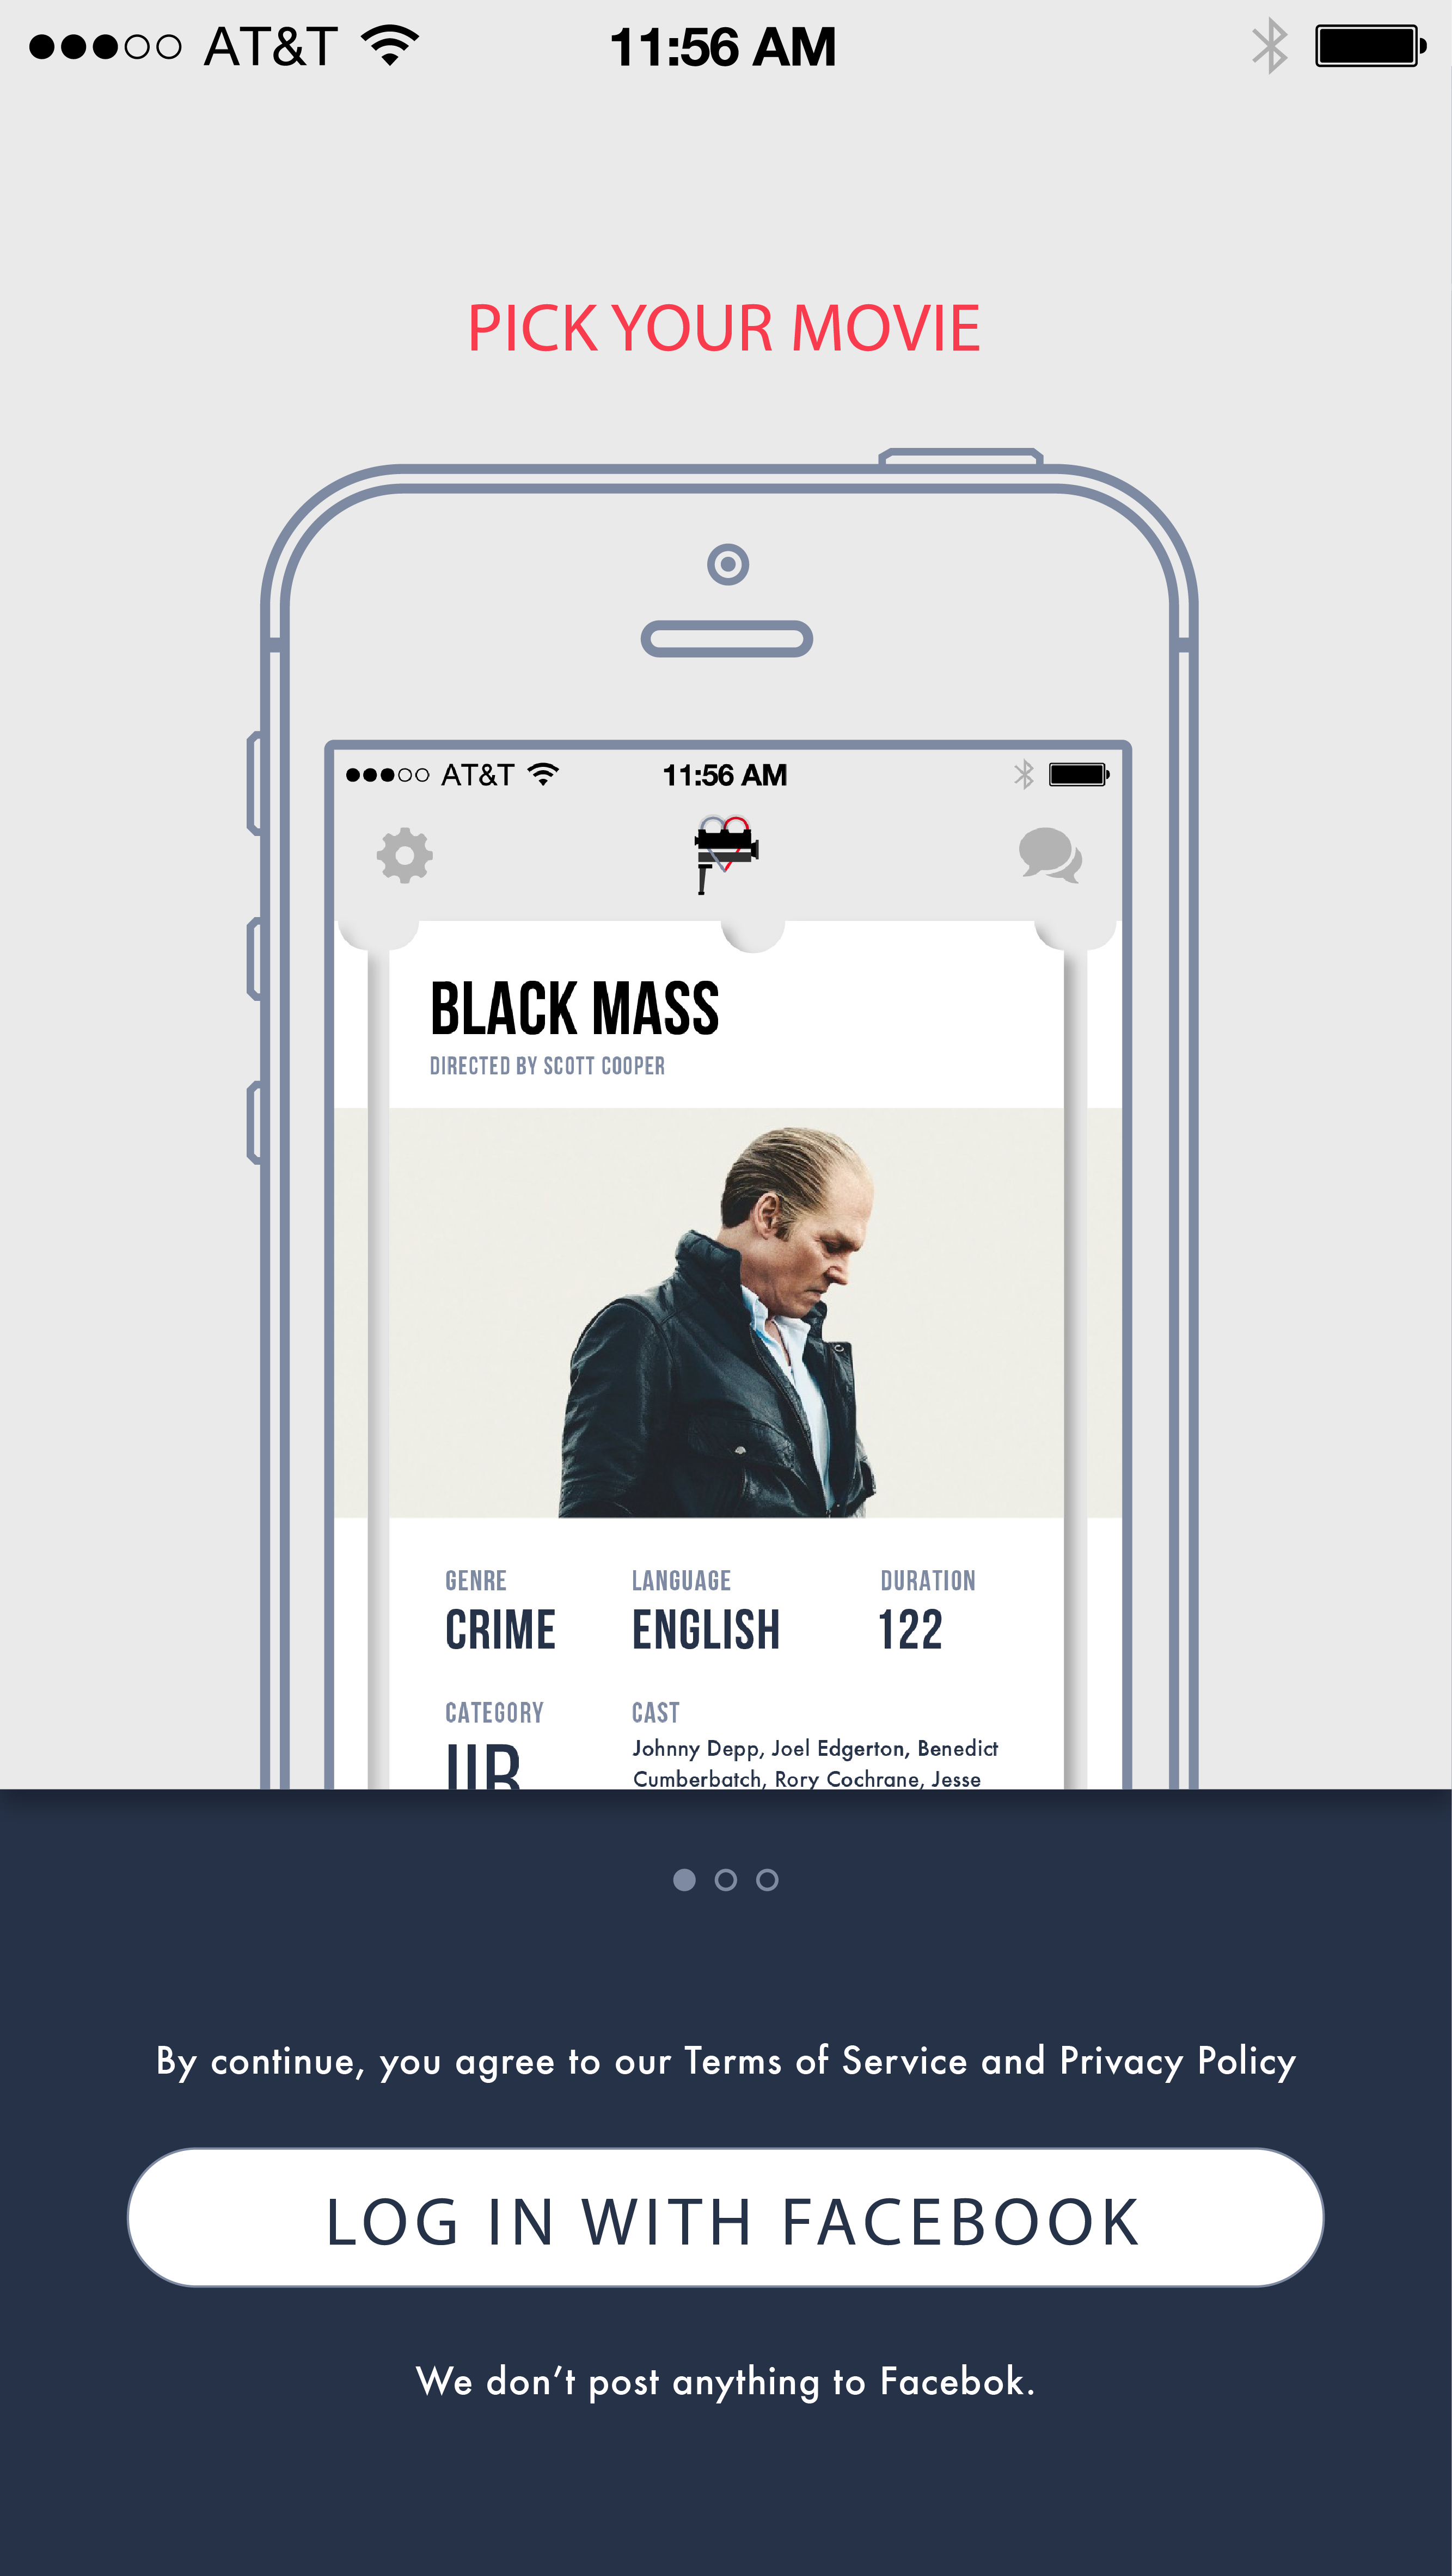 AT&T 11:56 AM
PICK YOUR MOVIE
AT&T 11:56 AM
BLACK MASS
DIRECTED BY SCOTT COOPER
GENRE LANGUAGE DURATION
CRIME ENGLISH 122
CATEGORY CAST
Johnny Depp, Joel Edgerton, Benedict
UR Cumberbatch, Rory Cochrane, Jesse
By continue, you agree to our Terms of Service and Privacy Policy
LOG IN WITH FACEBOOK
We don’t post anything to Facebok.